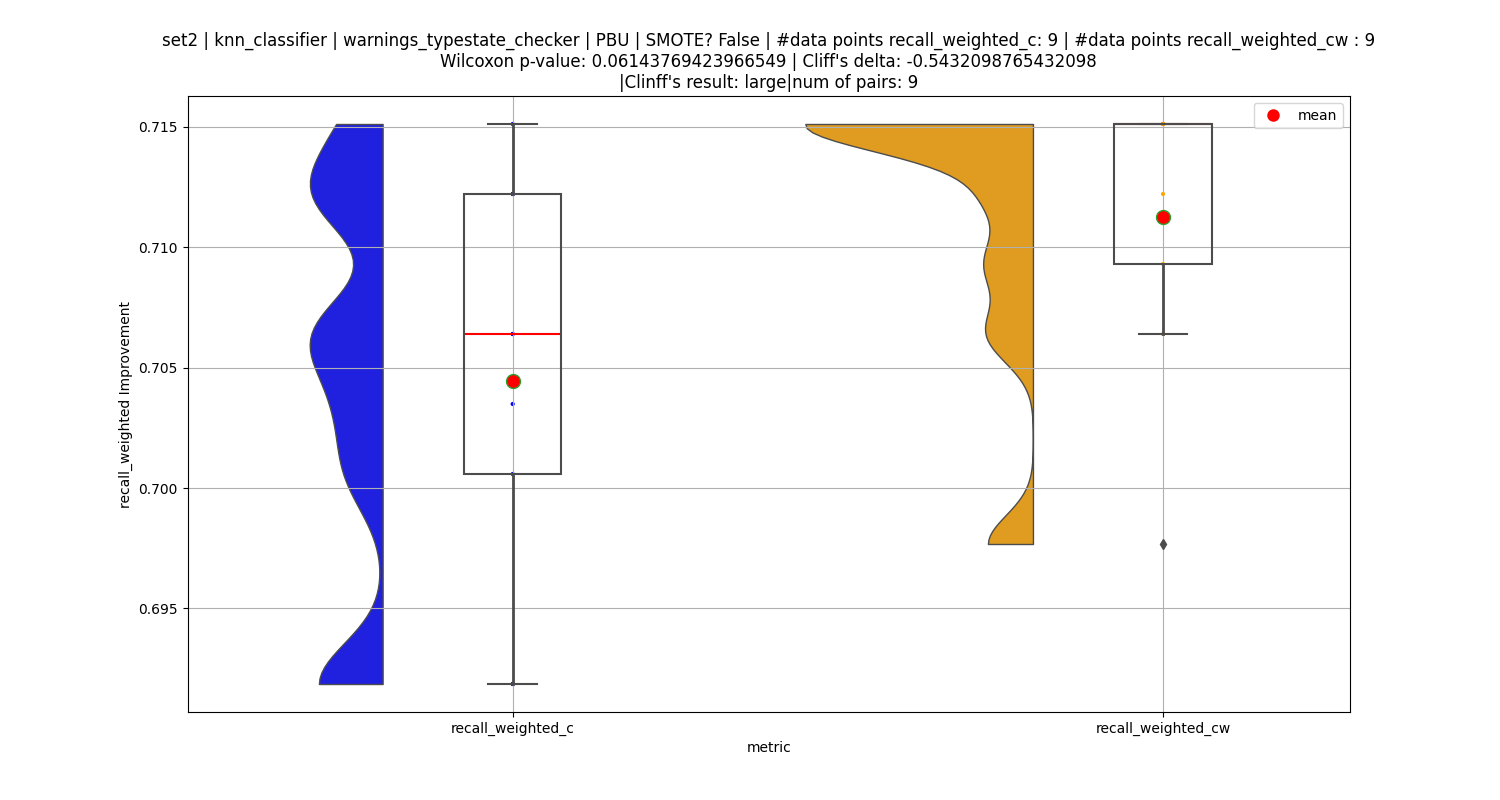 set2 | knn_classifier | warnings_typestate_checker | PBU | SMOTE? False | #data points recall_weighted_c: 9 | #data points recall_weighted_cw : 9
Wilcoxon p-value: 0.06143769423966549 | Cliff's delta: -0.5432098765432098
|Clinff's result: large|num of pairs: 9
mean
0.715
0.710
0.705
0.700
0.695
recall_weighted Improvement
recall_weighted_c
recall_weighted_cw
metric